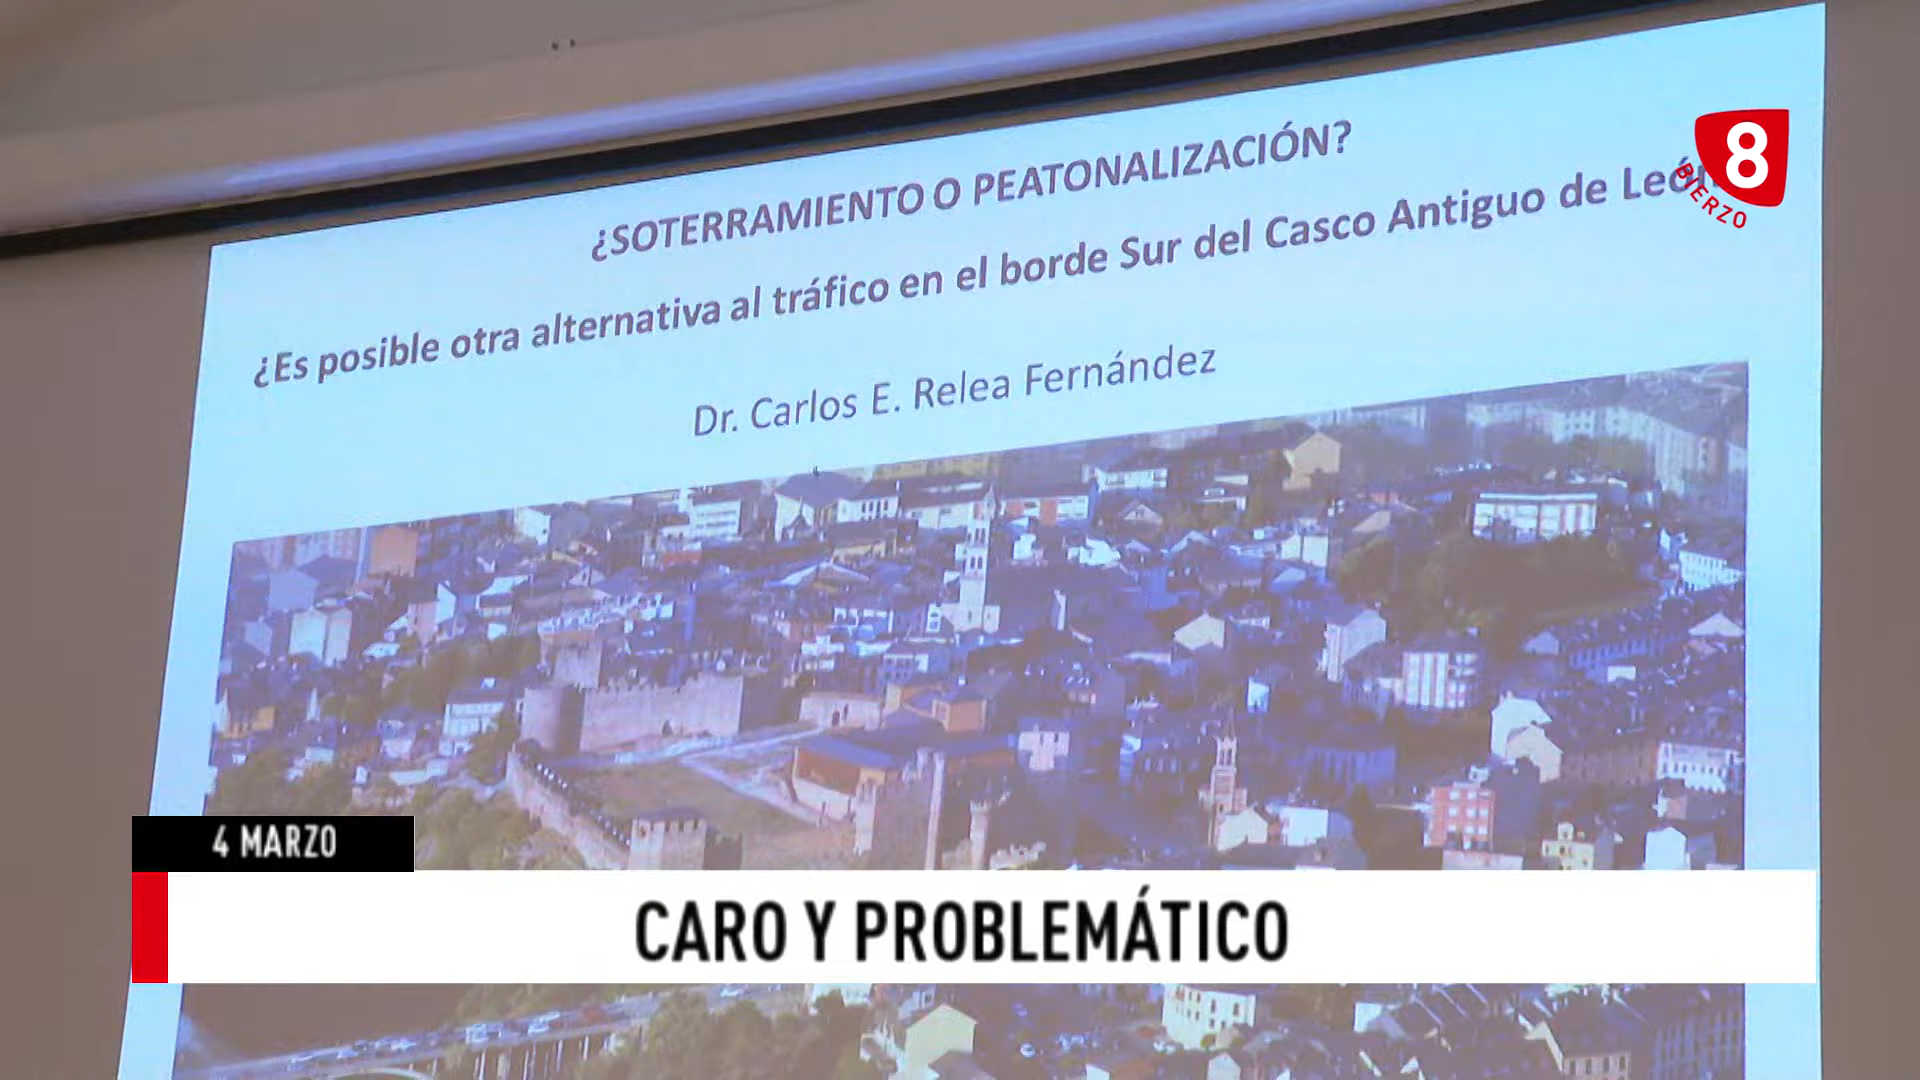 ¿SOTERRAMIENTO O PEATONALIZACIÓN?
¿Es posible otra alternativa al tráfico en el borde Sur del Casco Antiguo de León
Dr. Carlos E. Relea Fernández
8
BIERZO
4 MARZO
CARO Y PROBLEMÁTICO